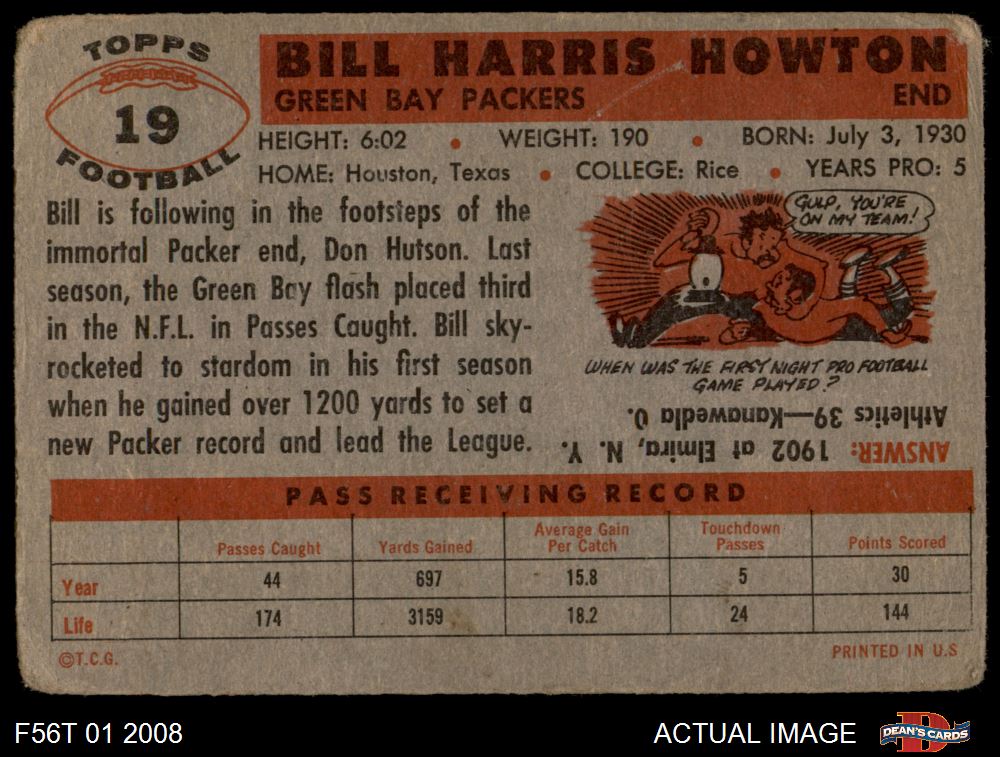 TOPPS
19
FOOTBALL
BILL HARRIS HOWTON
GREEN BAY PACKERS END
HEIGHT: 6:02 • WEIGHT: 190 • BORN: July 3, 1930
HOME: Houston, Texas • COLLEGE: Rice • YEARS PRO: 5
Bill is following in the footsteps of the
immortal Packer end, Don Hutson. Last
season, the Green Bay flash placed third
in the N.F.L. in Passes Caught. Bill sky-
rocketed to stardom in his first season
when he gained over 1200 yards to set a
new Packer record and lead the League.
GULP, YOU'RE
ON MY TEAM!
WHEN WAS THE FIRST NIGHT PRO FOOTBALL
GAME PLAYED?
ANSWER: 1902 at Elmira, N. Y.
Athletics 39—Kanawedla 0.
PASS RECEIVING RECORD
Passes Caught Yards Gained Average Gain Per Catch Touchdown Passes Points Scored
Year 44 697 15.8 5 30
Life 174 3159 18.2 24 144
©T.C.G. PRINTED IN U.S
F56T 01 2008 ACTUAL IMAGE DEAN'S CARDS